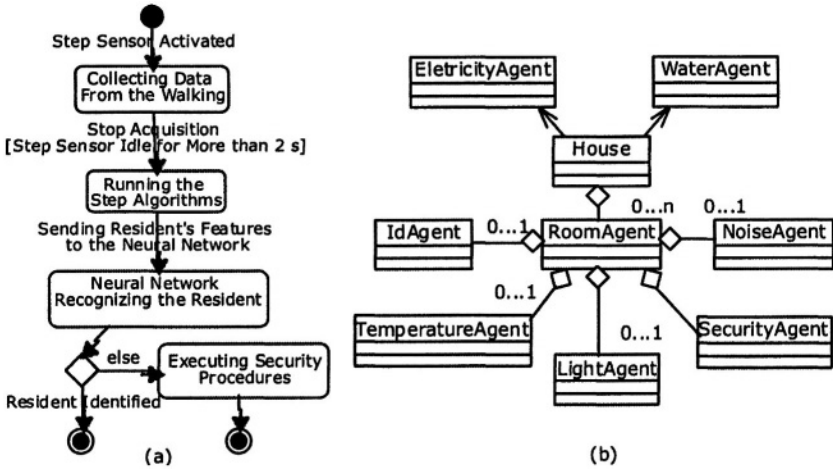 Step Sensor Activated
Collecting Data
From the Walking
Stop Acquisition
[Step Sensor Idle for More than 2 s]
Running the
Step Algorithms
Sending Resident's Features
to the Neural Network
Neural Network
Recognizing the Resident
else
Executing Security
Procedures
Resident Identified
(a)
EletricityAgent
WaterAgent
House
0...n
0...1
0...1
IdAgent
RoomAgent
NoiseAgent
0...1
TemperatureAgent
0...1
SecurityAgent
LightAgent
(b)